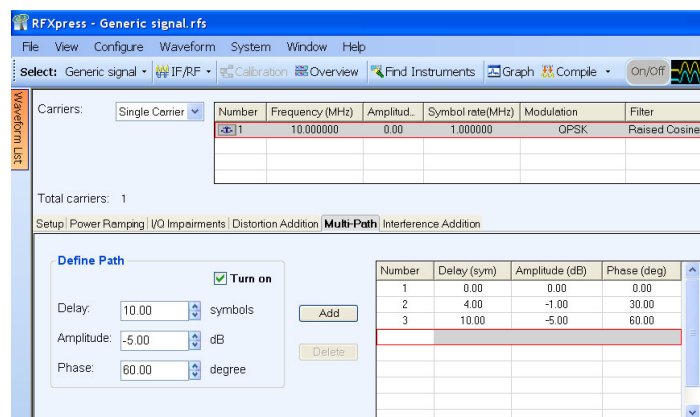 RFXpress - Generic signal.rfs
File View Configure Waveform System Window Help
Select: Generic signal IF/RF Calibration Overview Find Instruments Graph Compile On/Off
Waveform List
Carriers: Single Carrier
Number Frequency (MHz) Amplitud... Symbol rate(MHz) Modulation Filter
1 10.000000 0.00 1.000000 QPSK Raised Cosine
Total carriers: 1
Setup Power Ramping I/Q Impairments Distortion Addition Multi-Path Interference Addition
Define Path
Turn on
Delay: 10.00 symbols
Amplitude: -5.00 dB
Phase: 60.00 degree
Add
Delete
Number Delay (sym) Amplitude (dB) Phase (deg)
1 0.00 0.00 0.00
2 4.00 -1.00 30.00
3 10.00 -5.00 60.00